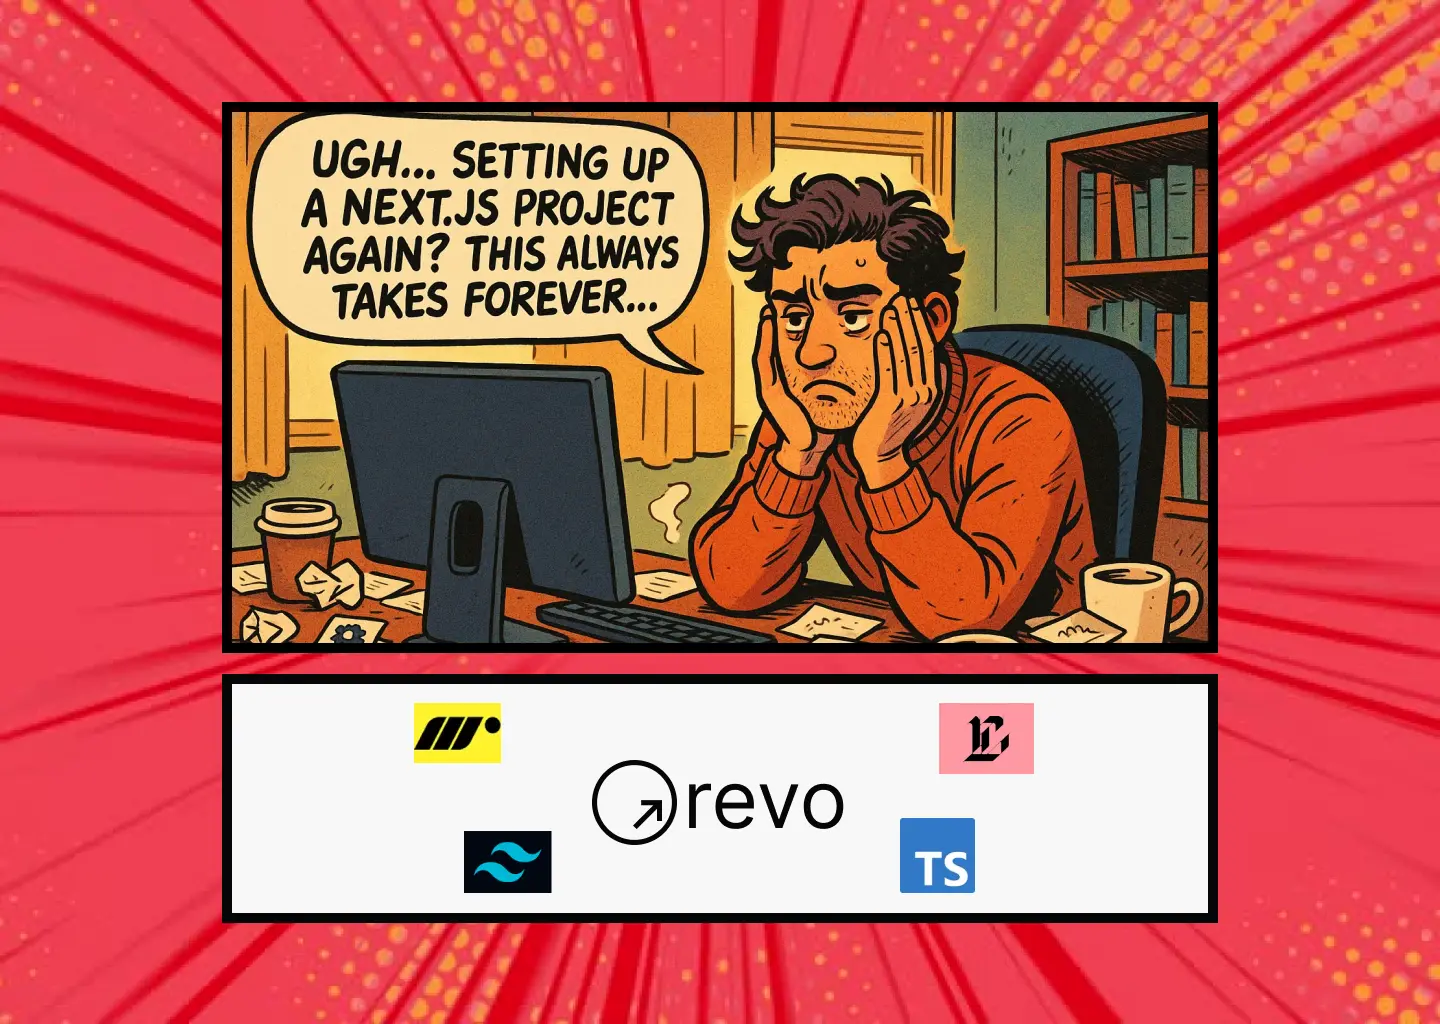 UGH... SETTING UP
A NEXT.JS PROJECT
AGAIN? THIS ALWAYS
TAKES FOREVER...
revo
TS